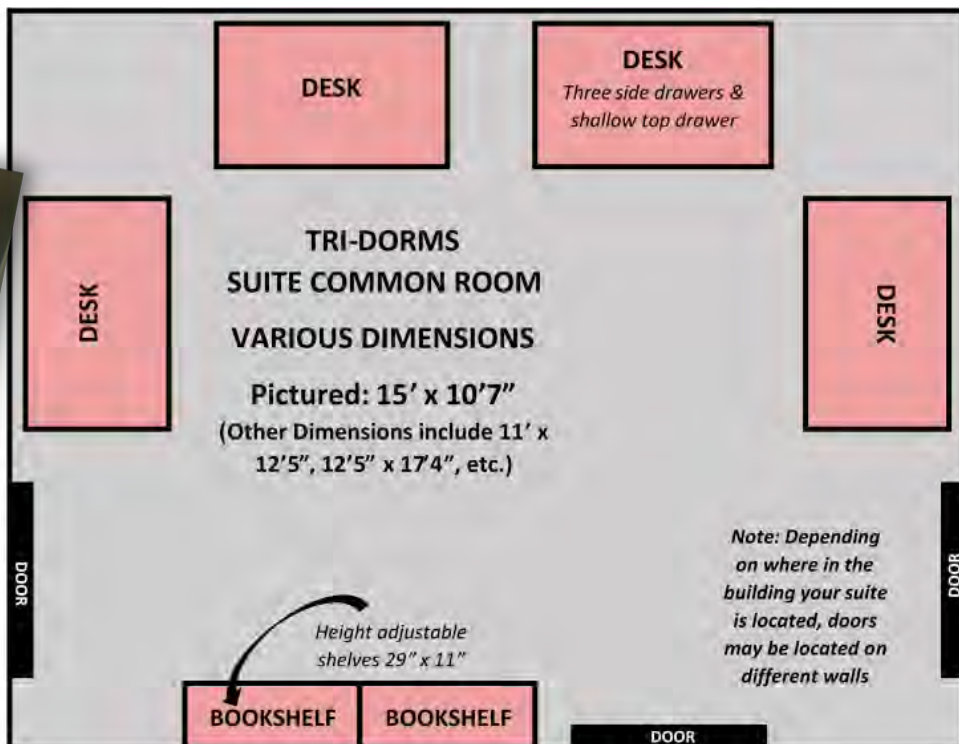 DESK
DESK
Three side drawers &
shallow top drawer
DESK
TRI-DORMS
SUITE COMMON ROOM
VARIOUS DIMENSIONS
Pictured: 15’ x 10’7”
(Other Dimensions include 11’ x
12’5”, 12’5” x 17’4”, etc.)
DESK
DOOR
Height adjustable
shelves 29” x 11”
Note: Depending
on where in the
building your suite
is located, doors
may be located on
different walls
DOOR
BOOKSHELF
BOOKSHELF
DOOR